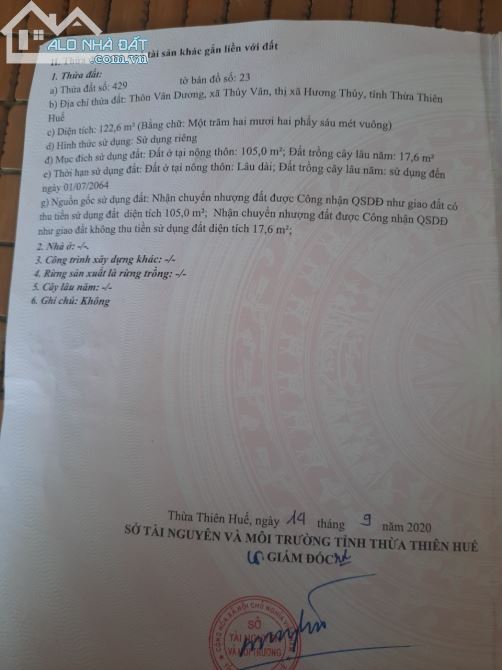 ALO NHÀ ĐẤT
.com.vn
tài sản khác gắn liền với đất
1. Thửa đất:
a) Thửa đất số: 429 tờ bản đồ số: 23
b) Địa chỉ thửa đất: Thôn Vân Dương, xã Thủy Vân, thị xã Hương Thủy, tỉnh Thừa Thiên
Huế
c) Diện tích: 122,6 m² (Bằng chữ: Một trăm hai mươi hai phẩy sáu mét vuông)
d) Hình thức sử dụng: Sử dụng riêng
đ) Mục đích sử dụng đất: Đất ở tại nông thôn: 105,0 m²; Đất trồng cây lâu năm: 17,6 m²
e) Thời hạn sử dụng đất: Đất ở tại nông thôn: Lâu dài; Đất trồng cây lâu năm: sử dụng đến
ngày 01/07/2064
g) Nguồn gốc sử dụng đất: Nhận chuyển nhượng đất được Công nhận QSDĐ như giao đất có
thu tiền sử dụng đất diện tích 105,0 m²; Nhận chuyển nhượng đất được Công nhận QSDĐ
như giao đất không thu tiền sử dụng đất diện tích 17,6 m²;
2. Nhà ở: -/-
3. Công trình xây dựng khác: -/-
4. Rừng sản xuất là rừng trồng: -/-
5. Cây lâu năm: -/-
6. Ghi chú: Không
Thừa Thiên Huế, ngày 14 tháng 9 năm 2020
SỞ TÀI NGUYÊN VÀ MÔI TRƯỜNG TỈNH THỪA THIÊN HUẾ
GIÁM ĐỐC
SỞ
TÀI NGUYÊN
VÀ MÔI TRƯỜNG